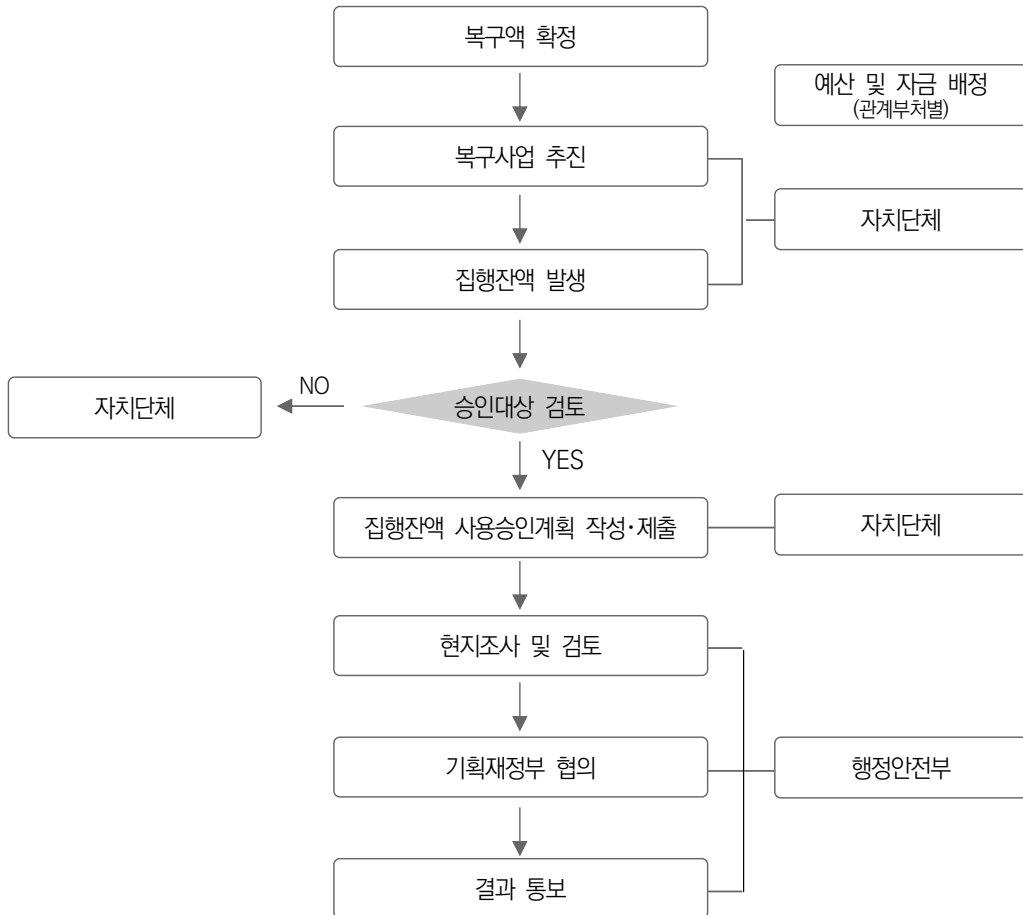 복구액 확정
예산 및 자금 배정
(관계부처별)
복구사업 추진
자치단체
집행잔액 발생
NO
자치단체
승인대상 검토
YES
집행잔액 사용승인계획 작성·제출
자치단체
현지조사 및 검토
기획재정부 협의
행정안전부
결과 통보